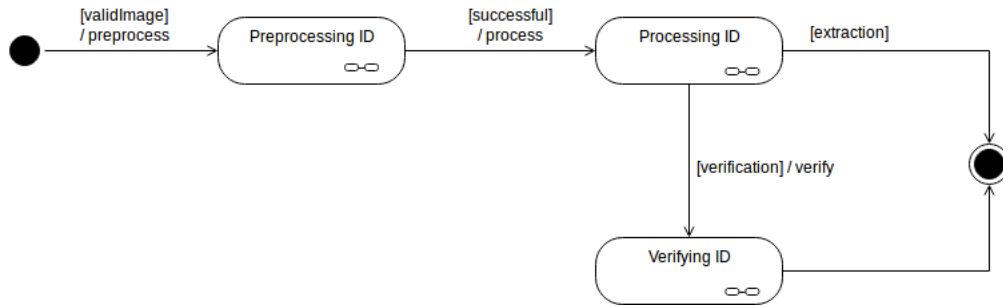 [validImage]
/ preprocess
Preprocessing ID
[successful]
/ process
Processing ID
[extraction]
[verification] / verify
Verifying ID